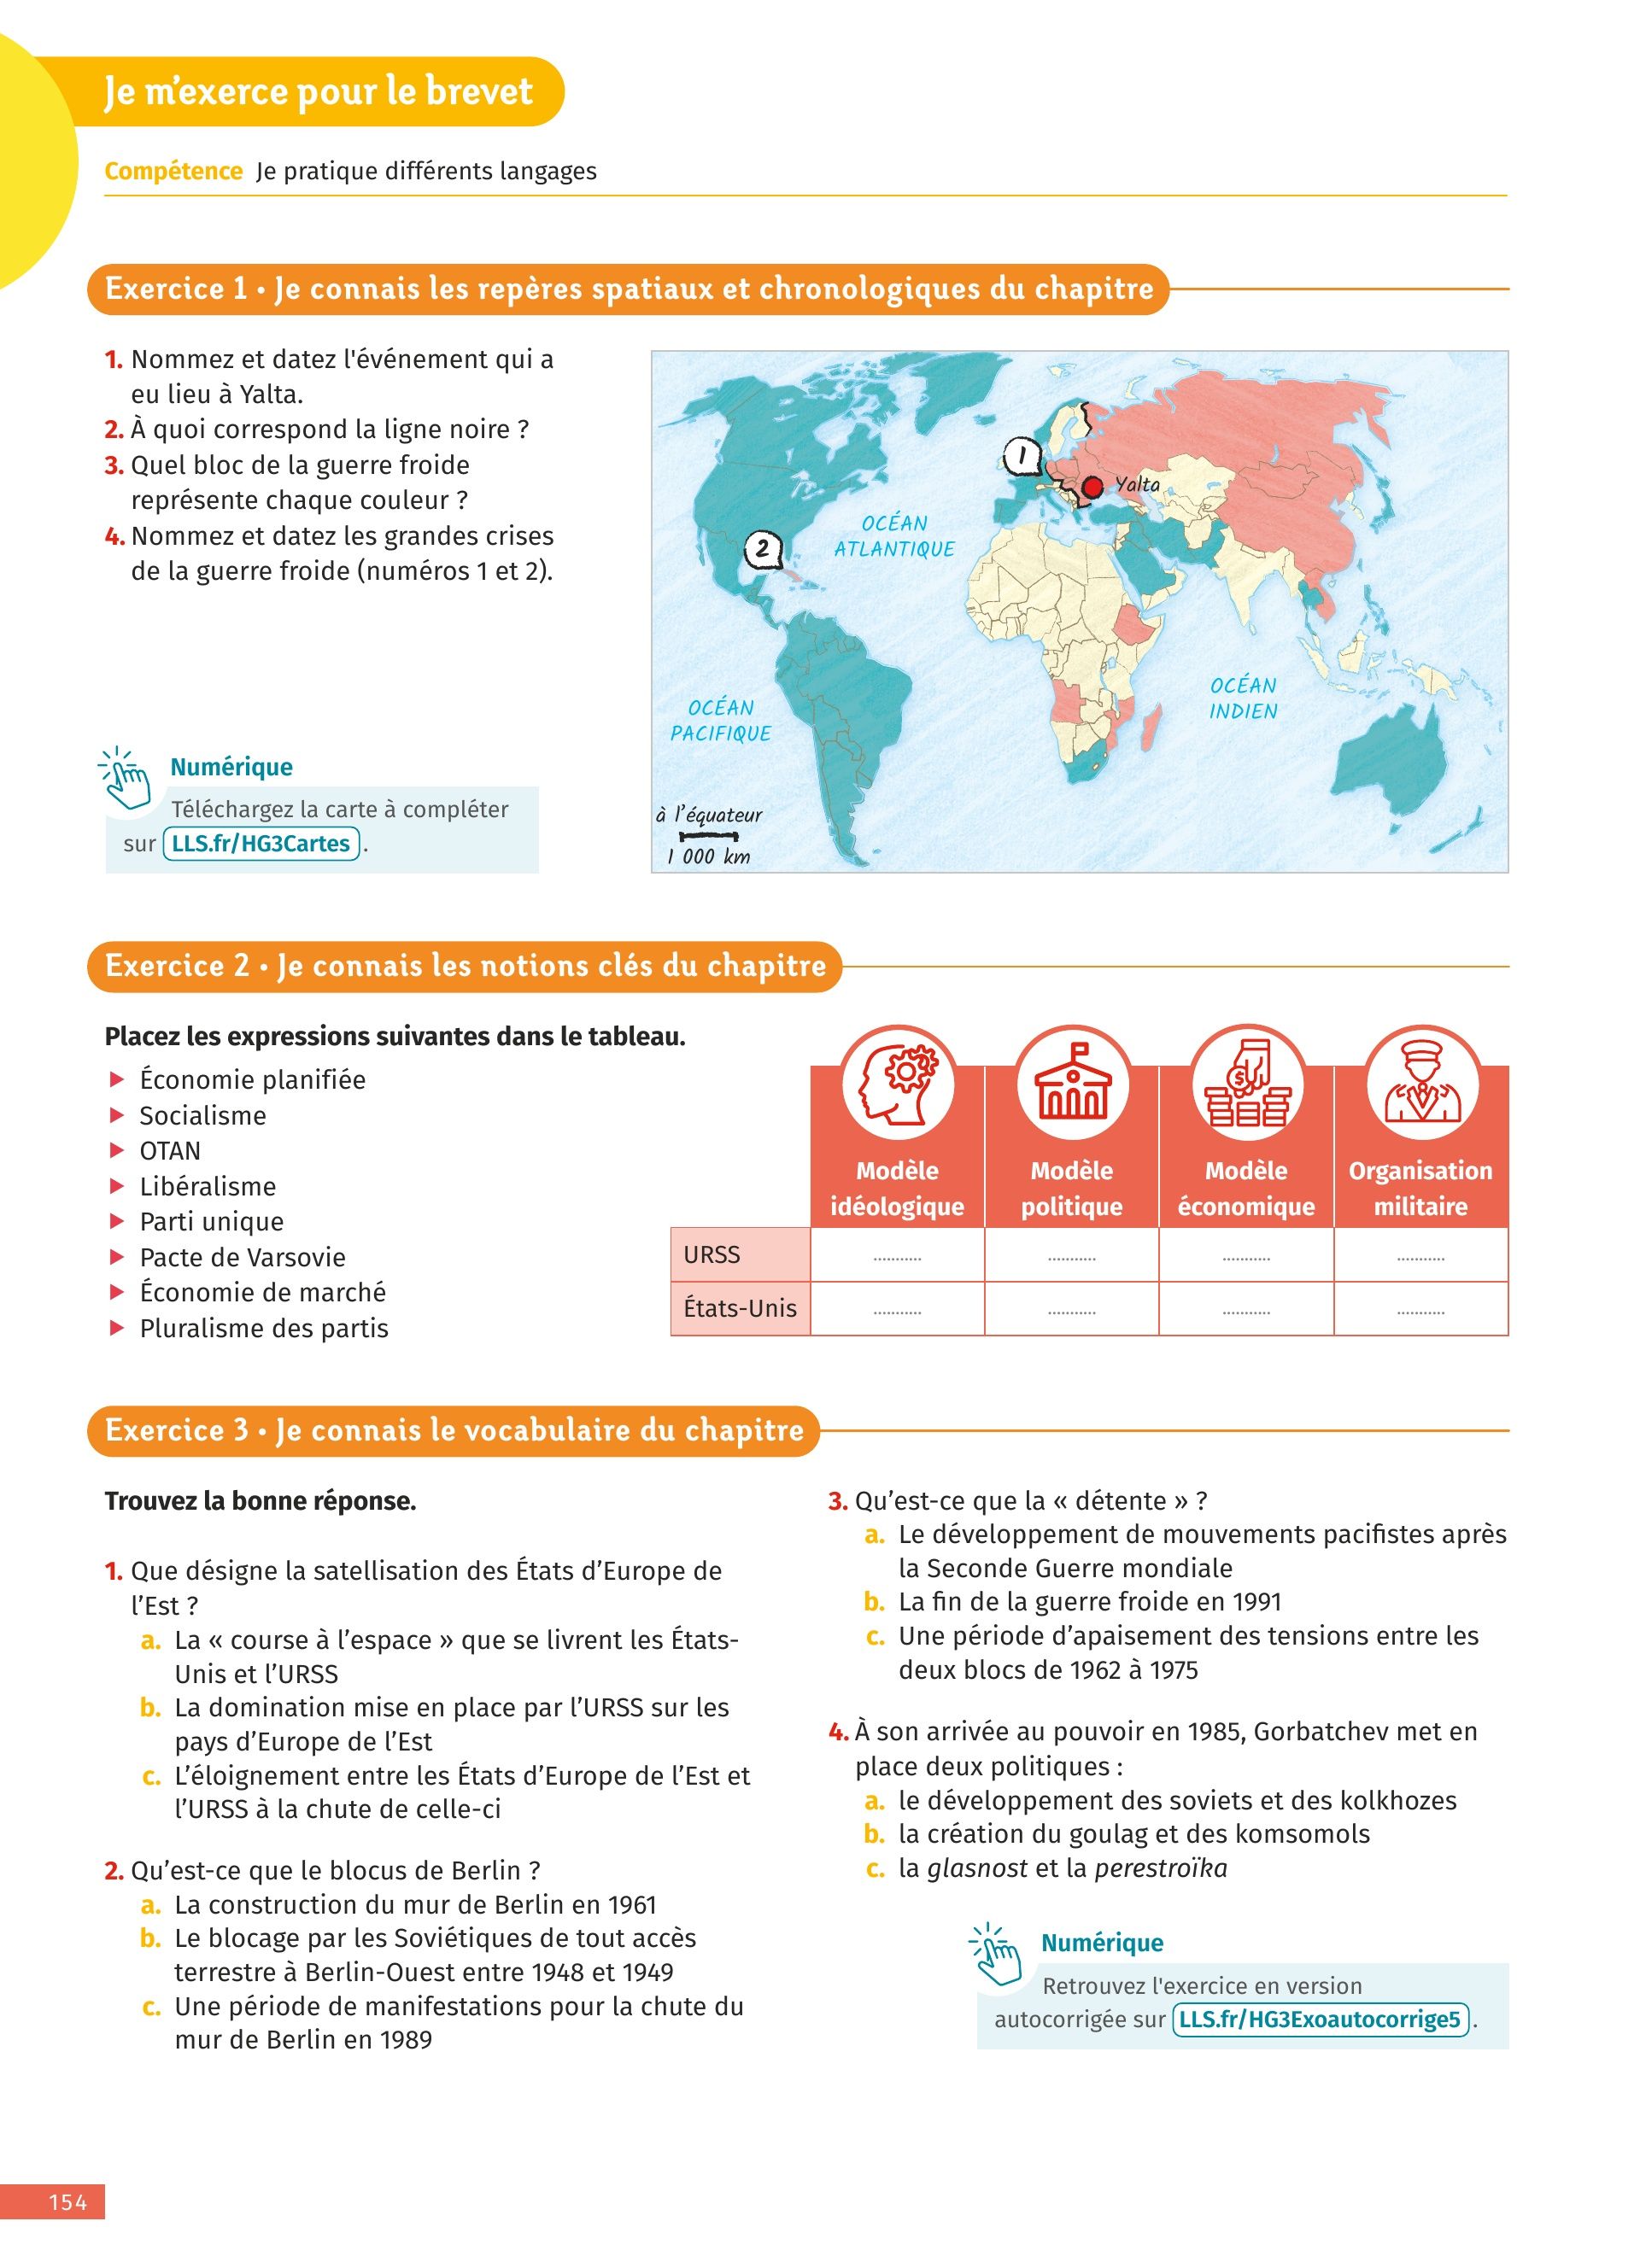 Je m'exerce pour le brevet
Compétence Je pratique différents langages
Exercice 1 • Je connais les repères spatiaux et chronologiques du chapitre
1. Nommez et datez l'événement qui a
eu lieu à Yalta.
2. À quoi correspond la ligne noire ?
3. Quel bloc de la guerre froide
représente chaque couleur ?
4. Nommez et datez les grandes crises
de la guerre froide (numéros 1 et 2).
Numérique
Téléchargez la carte à compléter
sur LLS.fr/HG3Cartes .
1
Yalta
2
OCÉAN
ATLANTIQUE
OCÉAN
PACIFIQUE
OCÉAN
INDIEN
à l'équateur
1 000 km
Exercice 2 • Je connais les notions clés du chapitre
Placez les expressions suivantes dans le tableau.
▶ Économie planifiée
▶ Socialisme
▶ OTAN
▶ Libéralisme
▶ Parti unique
▶ Pacte de Varsovie
▶ Économie de marché
▶ Pluralisme des partis
$
Modèle
idéologique
Modèle
politique
Modèle
économique
Organisation
militaire
URSS ........... ........... ........... ...........
États-Unis ........... ........... ........... ...........
Exercice 3 • Je connais le vocabulaire du chapitre
Trouvez la bonne réponse.
1. Que désigne la satellisation des États d'Europe de
l'Est ?
a. La « course à l'espace » que se livrent les États-
Unis et l'URSS
b. La domination mise en place par l'URSS sur les
pays d'Europe de l'Est
c. L'éloignement entre les États d'Europe de l'Est et
l'URSS à la chute de celle-ci
2. Qu'est-ce que le blocus de Berlin ?
a. La construction du mur de Berlin en 1961
b. Le blocage par les Soviétiques de tout accès
terrestre à Berlin-Ouest entre 1948 et 1949
c. Une période de manifestations pour la chute du
mur de Berlin en 1989
3. Qu'est-ce que la « détente » ?
a. Le développement de mouvements pacifistes après
la Seconde Guerre mondiale
b. La fin de la guerre froide en 1991
c. Une période d'apaisement des tensions entre les
deux blocs de 1962 à 1975
4. À son arrivée au pouvoir en 1985, Gorbatchev met en
place deux politiques :
a. le développement des soviets et des kolkhozes
b. la création du goulag et des komsomols
c. la glasnost et la perestroïka
Numérique
Retrouvez l'exercice en version
autocorrigée sur LLS.fr/HG3Exoautocorrige5 .
154